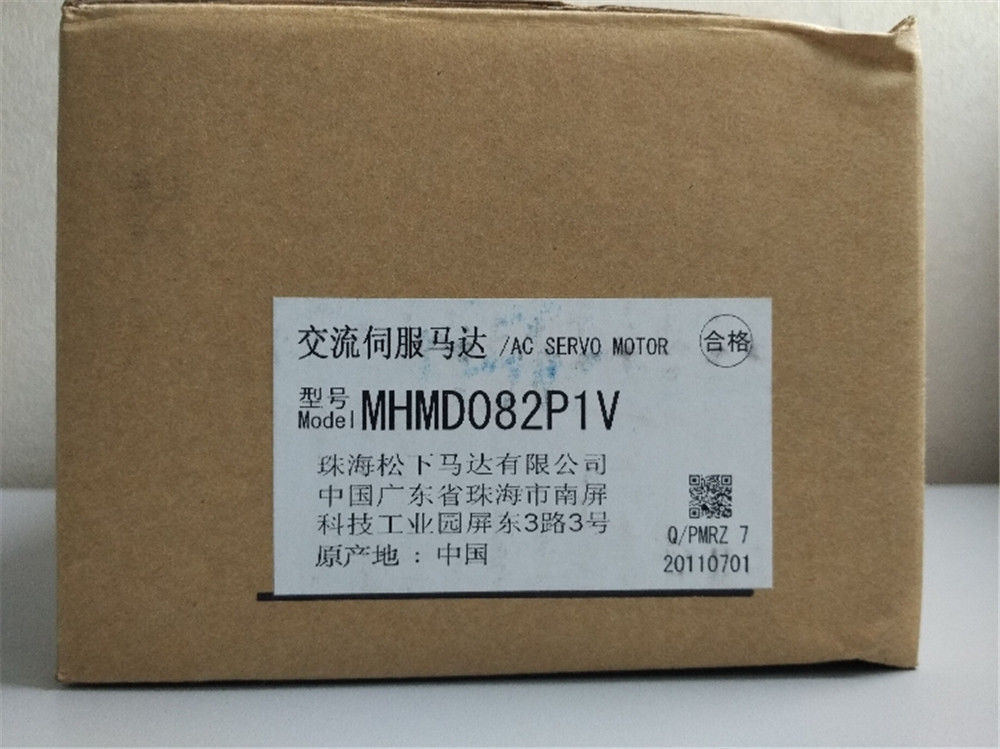 交流伺服马达 /AC SERVO MOTOR 合格
型号
Model MHMD082P1V
珠海松下马达有限公司
中国广东省珠海市南屏
科技工业园屏东3路3号
原产地：中国
Q/PMRZ 7
20110701